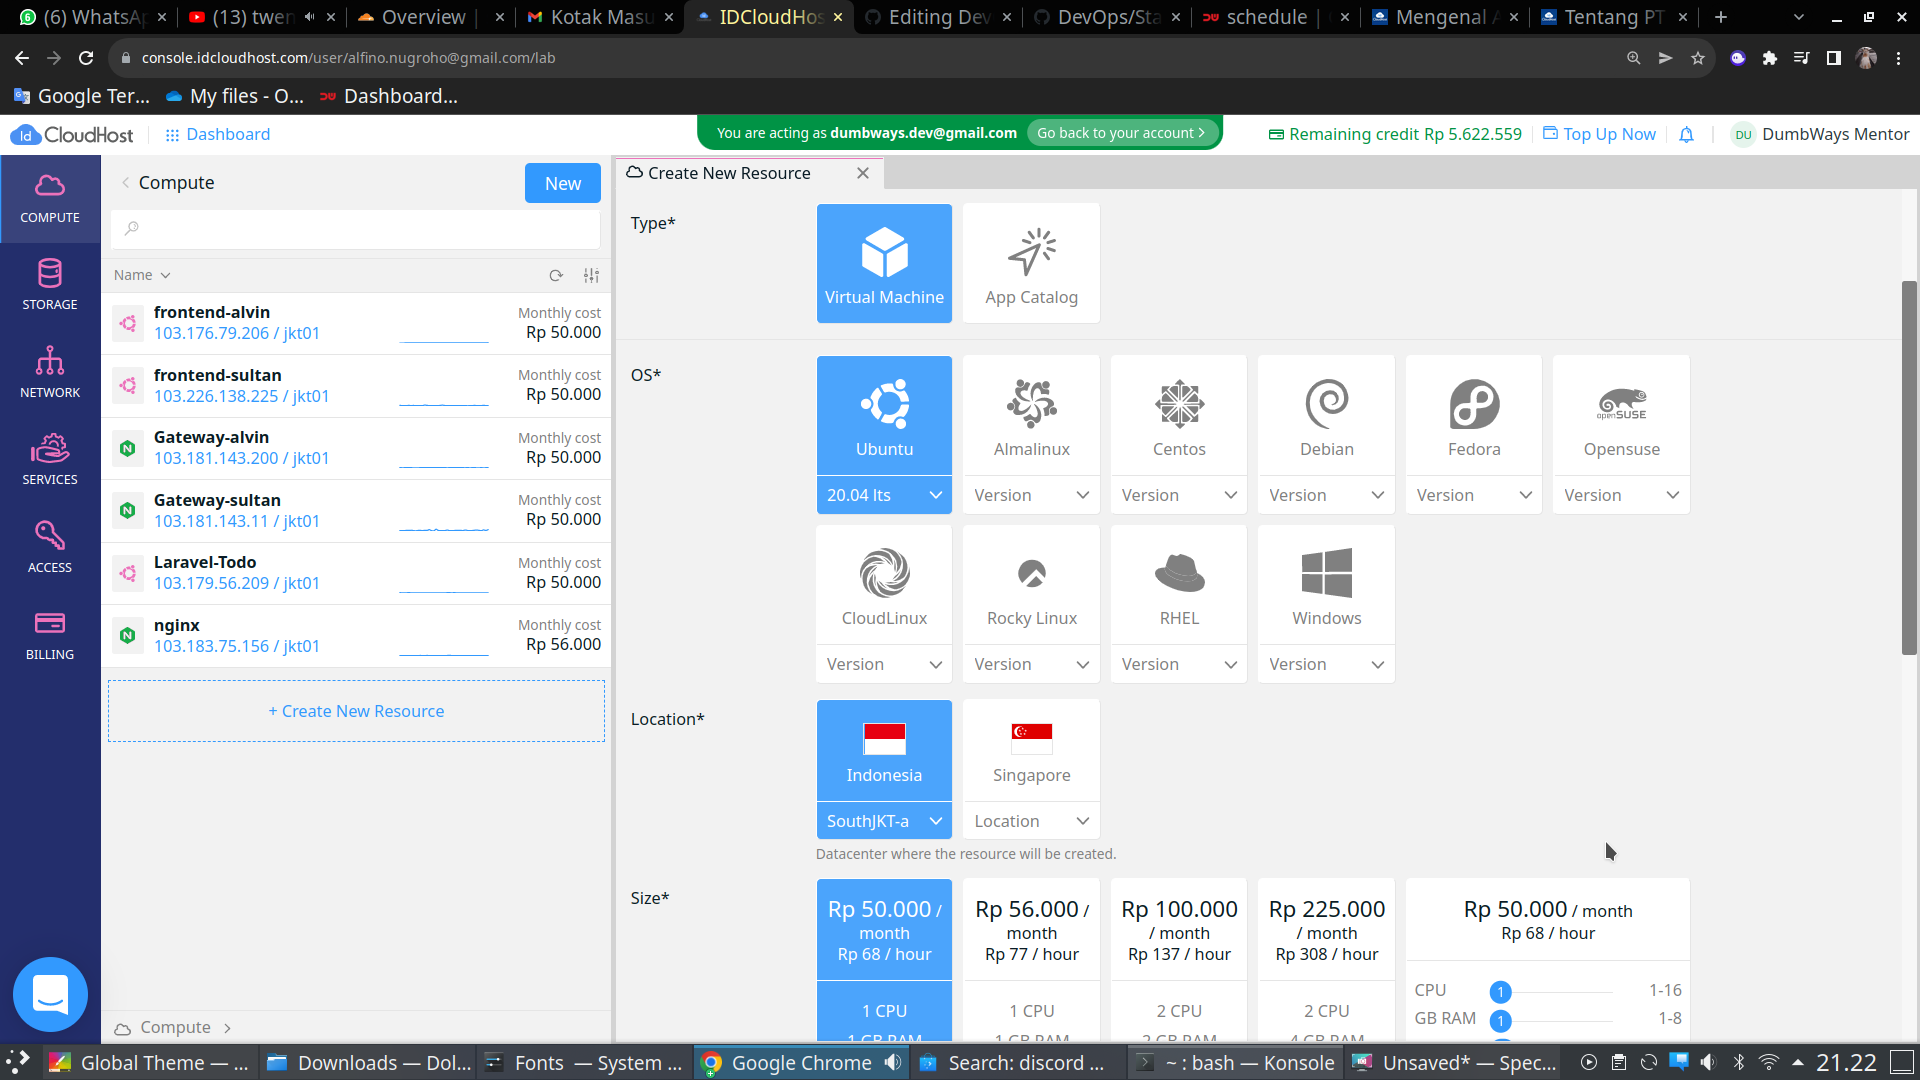 (6) WhatsAp
(13) twen
Overview |
Kotak Masu
IDCloudHos
Editing Dev
DevOps/Sta
schedule |
Mengenal A
Tentang PT
console.idcloudhost.com/user/alfino.nugroho@gmail.com/lab
Google Ter...
My files - O...
Dashboard...
Id CloudHost
Dashboard
You are acting as dumbways.dev@gmail.com
Go back to your account >
Remaining credit Rp 5.622.559
Top Up Now
DU
DumbWays Mentor
COMPUTE
STORAGE
NETWORK
SERVICES
ACCESS
BILLING
Compute
New
Name
frontend-alvin
103.176.79.206 / jkt01
Monthly cost
Rp 50.000
frontend-sultan
103.226.138.225 / jkt01
Monthly cost
Rp 50.000
Gateway-alvin
103.181.143.200 / jkt01
Monthly cost
Rp 50.000
Gateway-sultan
103.181.143.11 / jkt01
Monthly cost
Rp 50.000
Laravel-Todo
103.179.56.209 / jkt01
Monthly cost
Rp 50.000
nginx
103.183.75.156 / jkt01
Monthly cost
Rp 56.000
+ Create New Resource
Compute >
Create New Resource
Type*
Virtual Machine
App Catalog
OS*
Ubuntu
20.04 lts
Almalinux
Version
Centos
Version
Debian
Version
Fedora
Version
openSUSE
Opensuse
Version
CloudLinux
Version
Rocky Linux
Version
RHEL
Version
Windows
Version
Location*
Indonesia
SouthJKT-a
Singapore
Location
Datacenter where the resource will be created.
Size*
Rp 50.000 /
month
Rp 68 / hour
1 CPU
1 GB RAM
Rp 56.000 /
month
Rp 77 / hour
1 CPU
1 GB RAM
Rp 100.000
/ month
Rp 137 / hour
2 CPU
2 GB RAM
Rp 225.000
/ month
Rp 308 / hour
2 CPU
4 GB RAM
Rp 50.000 / month
Rp 68 / hour
CPU
1
1-16
GB RAM
1
1-8
Global Theme — ...
Downloads — Dol...
Fonts — System ...
Google Chrome
Search: discord ...
~ : bash — Konsole
Unsaved* — Spec...
21.22